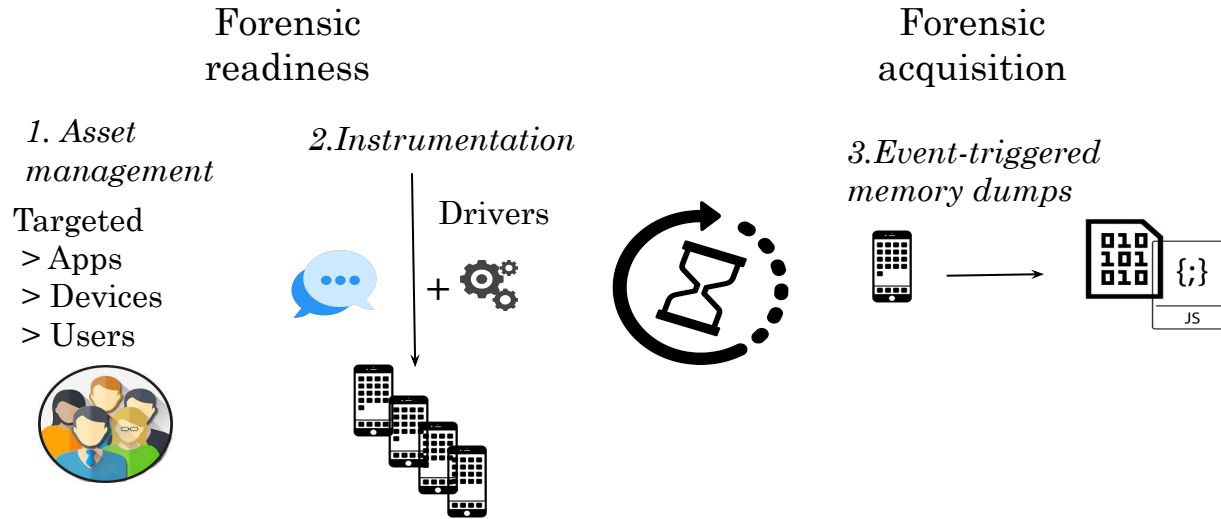 Forensic
readiness
Forensic
acquisition
1. Asset
management
Targeted
> Apps
> Devices
> Users
2.Instrumentation
Drivers
+
3.Event-triggered
memory dumps
010
101
010
{;}
JS